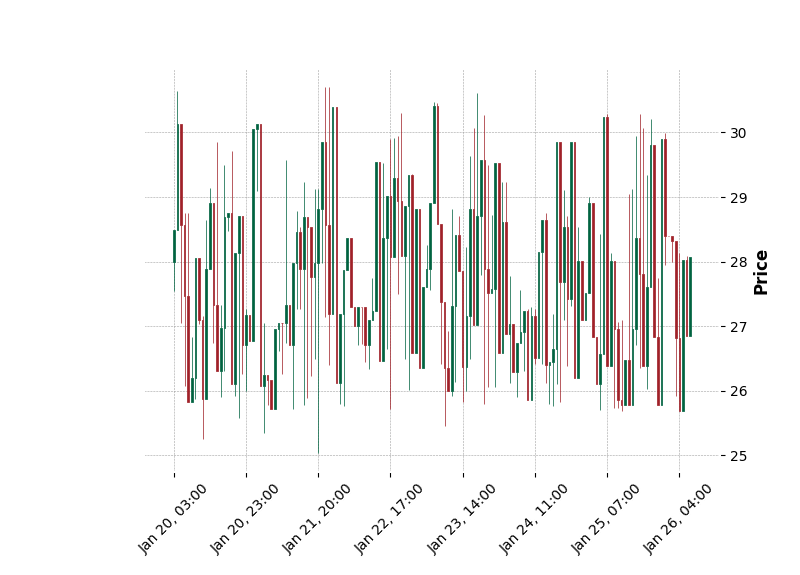 30
29
28
27
26
25
Price
Jan 20, 03:00
Jan 20, 23:00
Jan 21, 20:00
Jan 22, 17:00
Jan 23, 14:00
Jan 24, 11:00
Jan 25, 07:00
Jan 26, 04:00